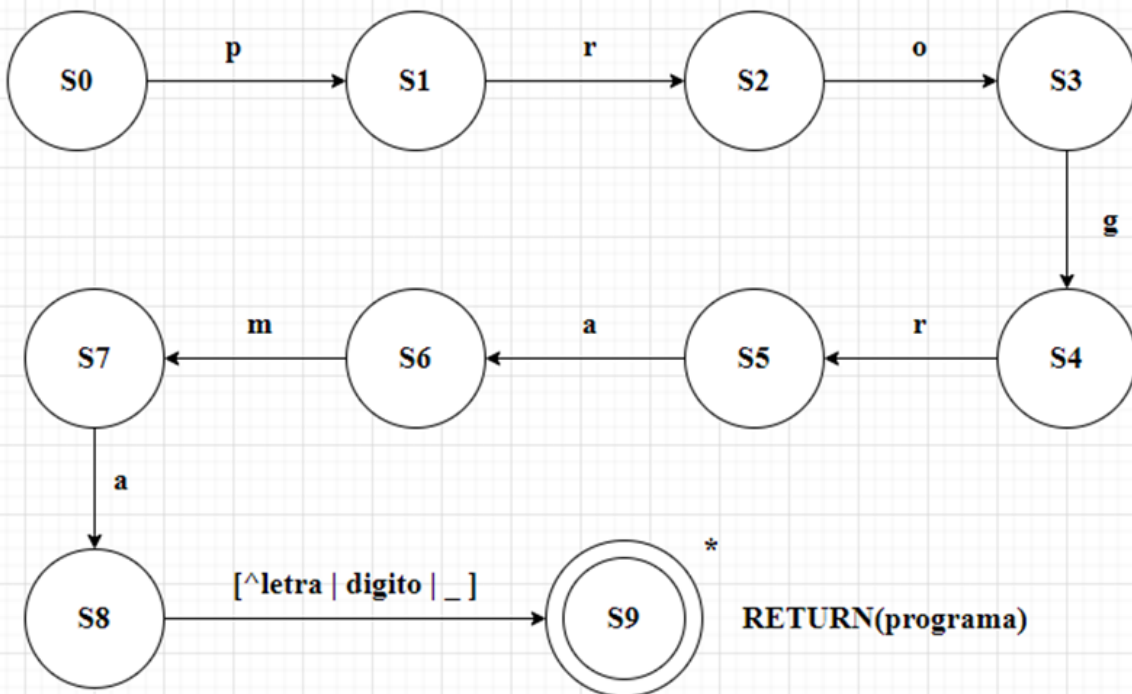 p r o
S0 S1 S2 S3
g
m a r
S7 S6 S5 S4
a
*
[^letra | digito | _ ]
S8 S9 RETURN(programa)